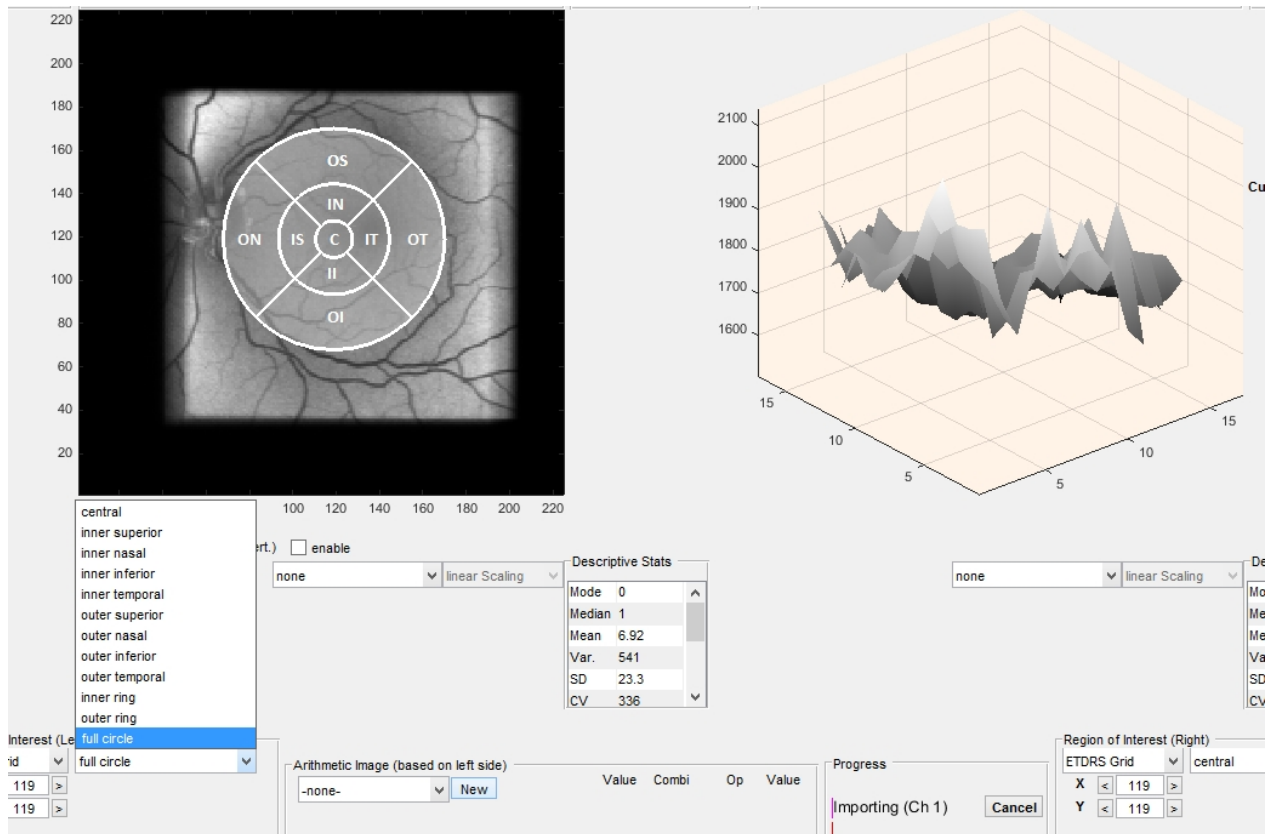 220
200
180
160
140
120
100
80
60
40
20
OS
IN
ON IS C IT OT
II
OI
100 120 140 160 180 200 220
2100
2000
1900
1800
1700
1600
15
10
5
5
10
15
Cu
central
inner superior
inner nasal
inner inferior
inner temporal
outer superior
outer nasal
outer inferior
outer temporal
inner ring
outer ring
full circle
ert.) enable
none linear Scaling
Descriptive Stats
Mode 0
Median 1
Mean 6.92
Var. 541
SD 23.3
CV 336
none linear Scaling
De
Mo
Me
Me
Va
SD
CV
Interest (Le
rid full circle
119 >
119 >
Arithmetic Image (based on left side)
-none- New
Value Combi Op Value
Progress
Importing (Ch 1) Cancel
Region of Interest (Right)
ETDRS Grid central
X < 119 >
Y < 119 >